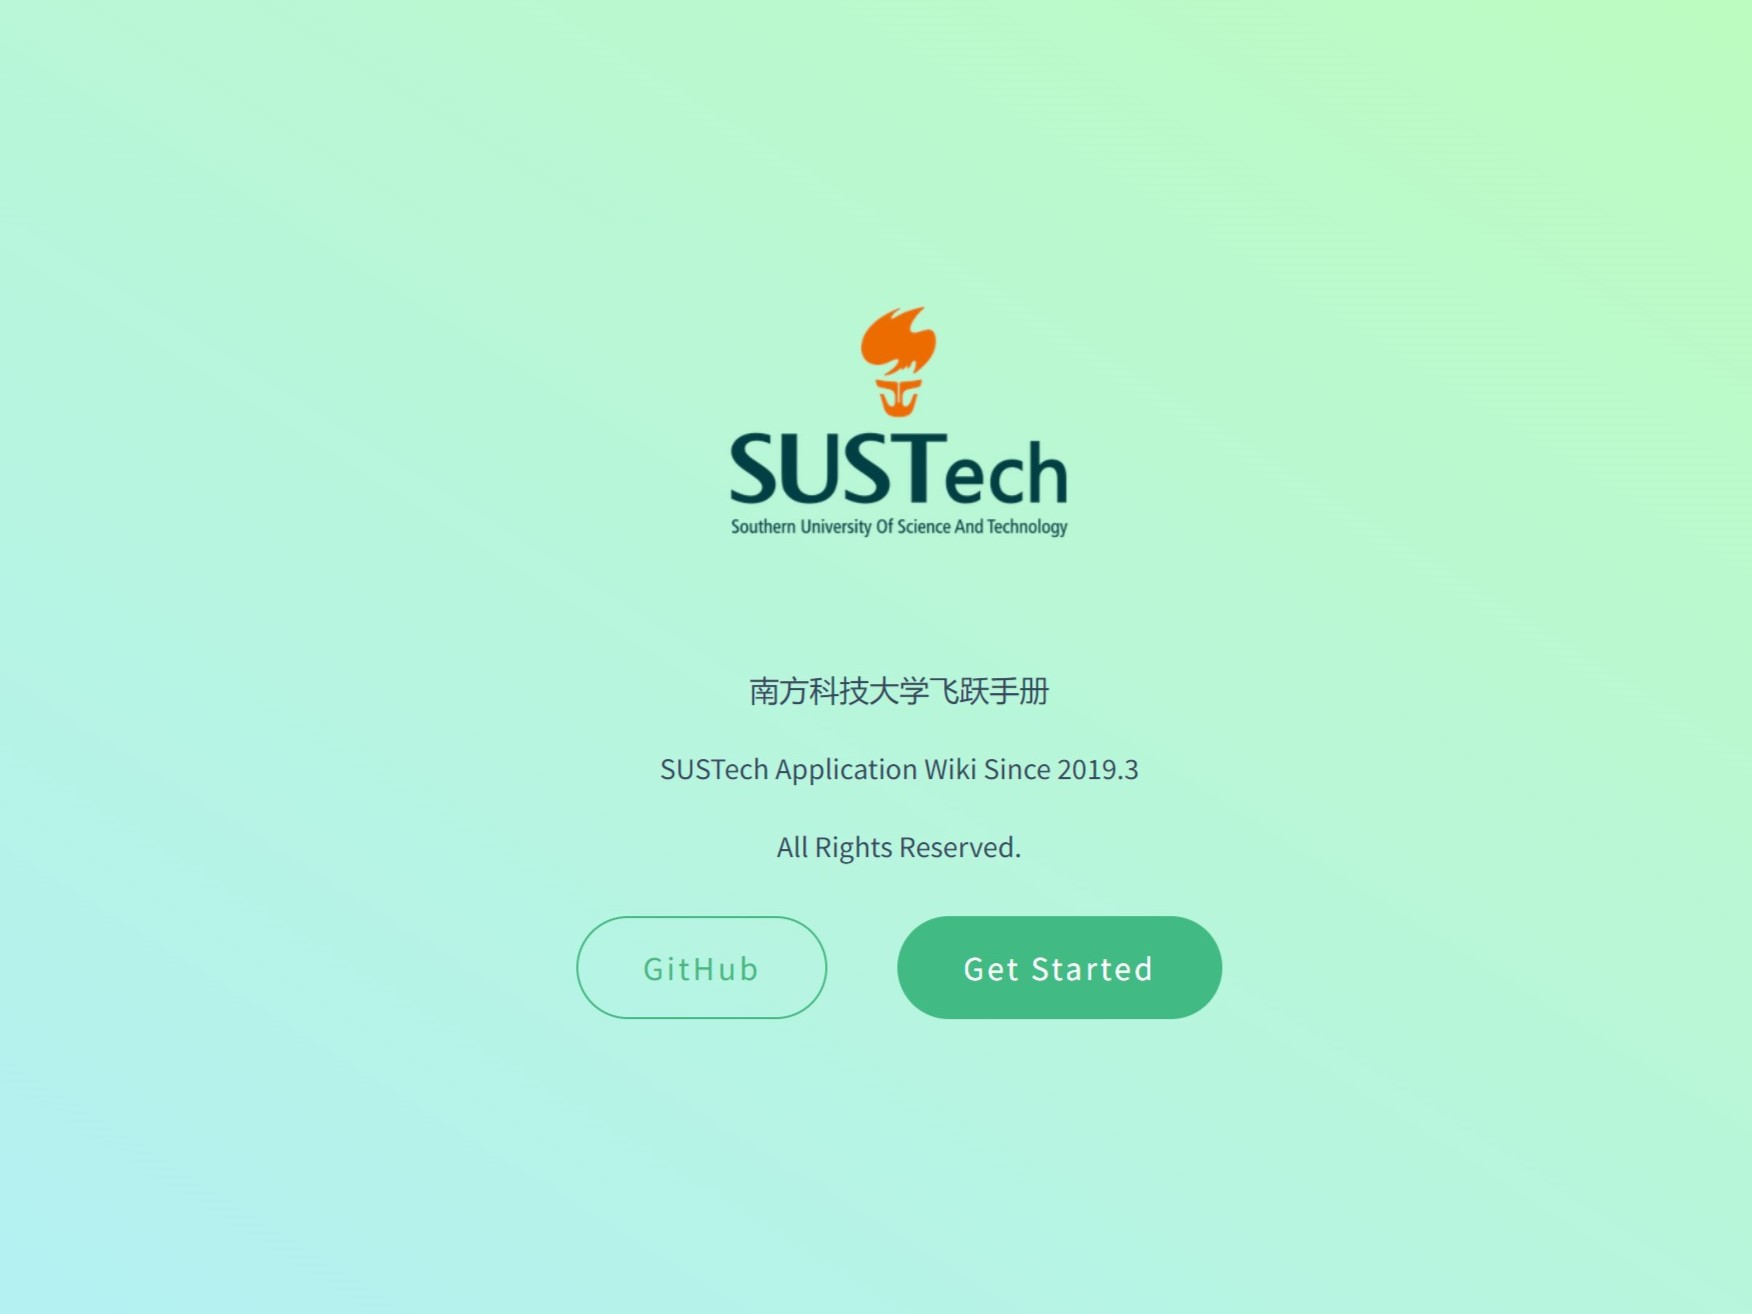 SUSTech
Southern University Of Science And Technology
南方科技大学飞跃手册
SUSTech Application Wiki Since 2019.3
All Rights Reserved.
GitHub
Get Started